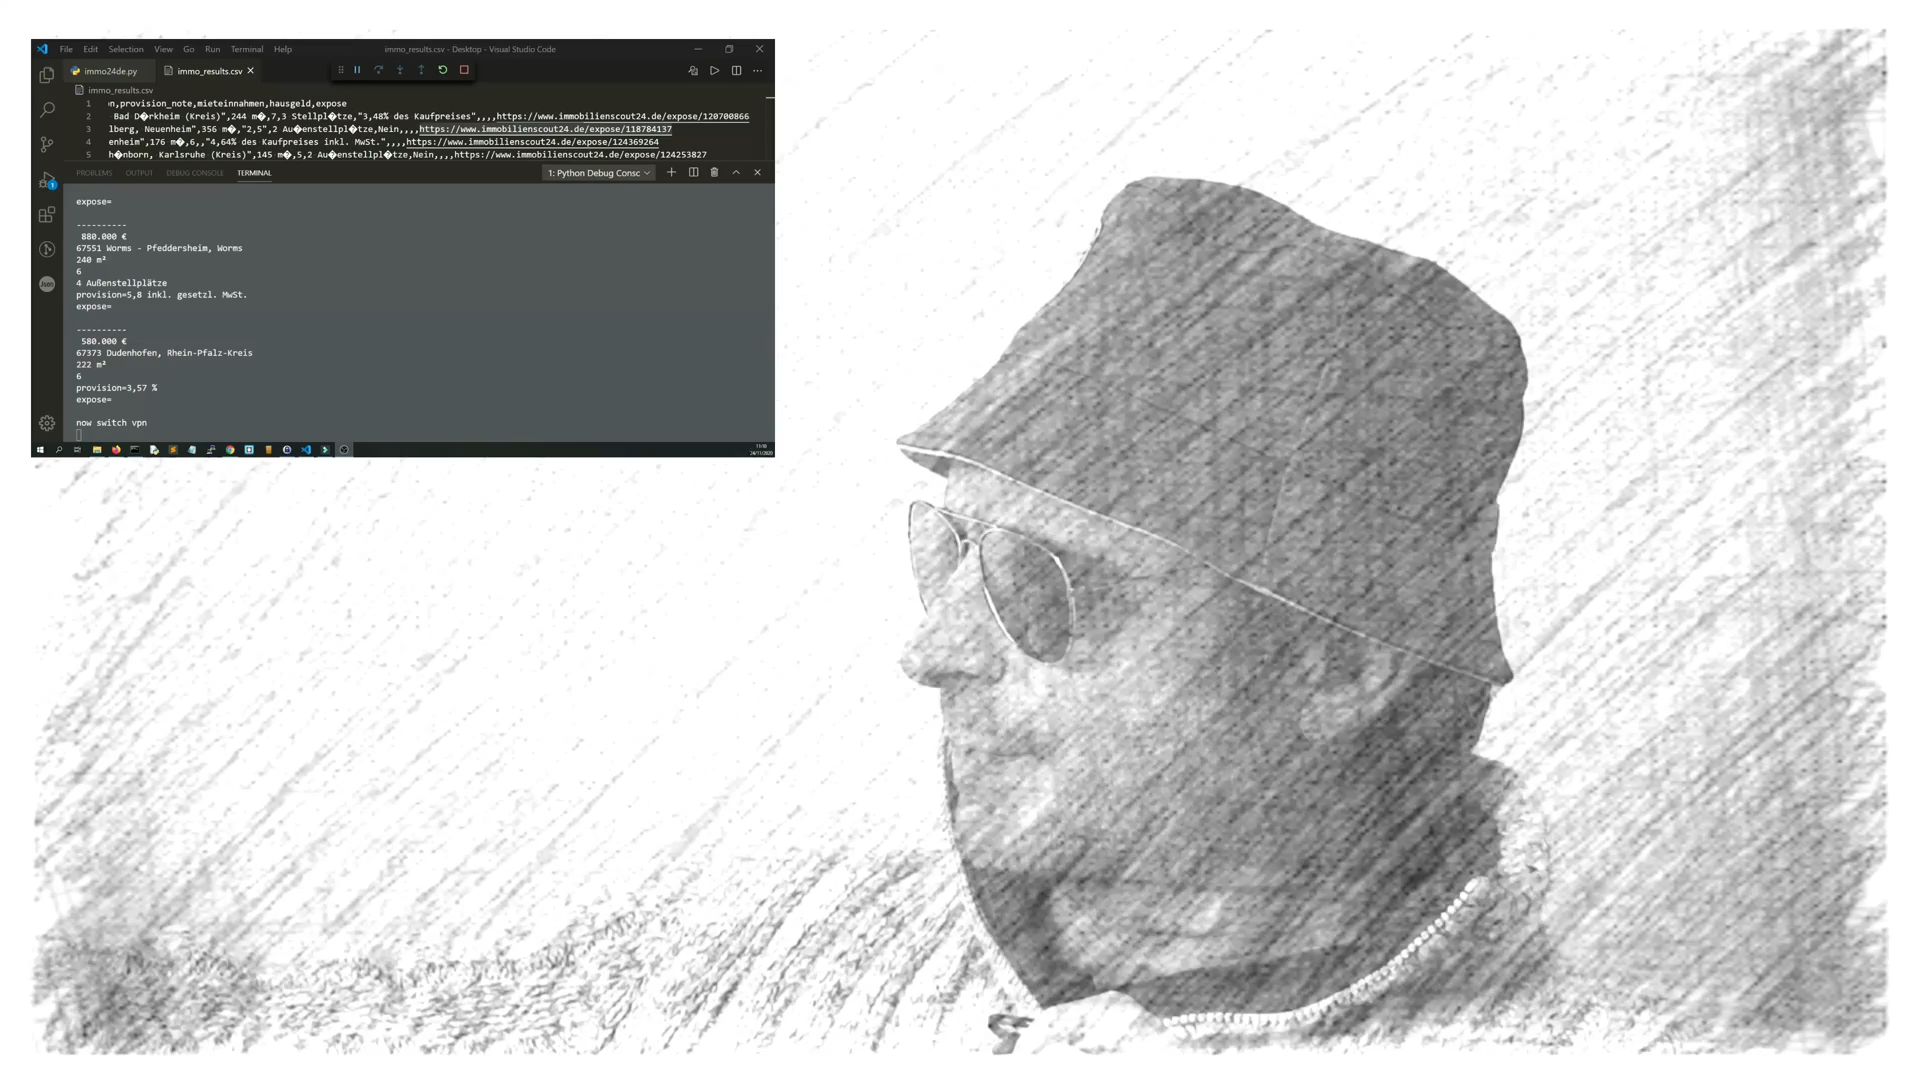 File Edit Selection View Go Run Terminal Help immo_results.csv - Desktop - Visual Studio Code
immo24de.py immo_results.csv
immo_results.csv
1 n,provision_note,mieteinnahmen,hausgeld,expose
2 Bad D�rkheim (Kreis)",244 m�,7,3 Stellpl�tze,"3,48% des Kaufpreises",,,,https://www.immobilienscout24.de/expose/120700866
3 lberg, Neuenheim",356 m�,"2,5",2 Au�enstellpl�tze,Nein,,,,https://www.immobilienscout24.de/expose/118784137
4 enheim",176 m�,6,,"4,64% des Kaufpreises inkl. MwSt.",,,,https://www.immobilienscout24.de/expose/124369264
5 h�nborn, Karlsruhe (Kreis)",145 m�,5,2 Au�enstellpl�tze,Nein,,,,https://www.immobilienscout24.de/expose/124253827
PROBLEMS OUTPUT DEBUG CONSOLE TERMINAL 1: Python Debug Consc
1
expose=
----------
880.000 €
67551 Worms - Pfeddersheim, Worms
240 m²
6
4 Außenstellplätze
provision=5,8 inkl. gesetzl. MwSt.
expose=
----------
580.000 €
67373 Dudenhofen, Rhein-Pfalz-Kreis
222 m²
6
provision=3,57 %
expose=
now switch vpn
11:10
24/11/2020